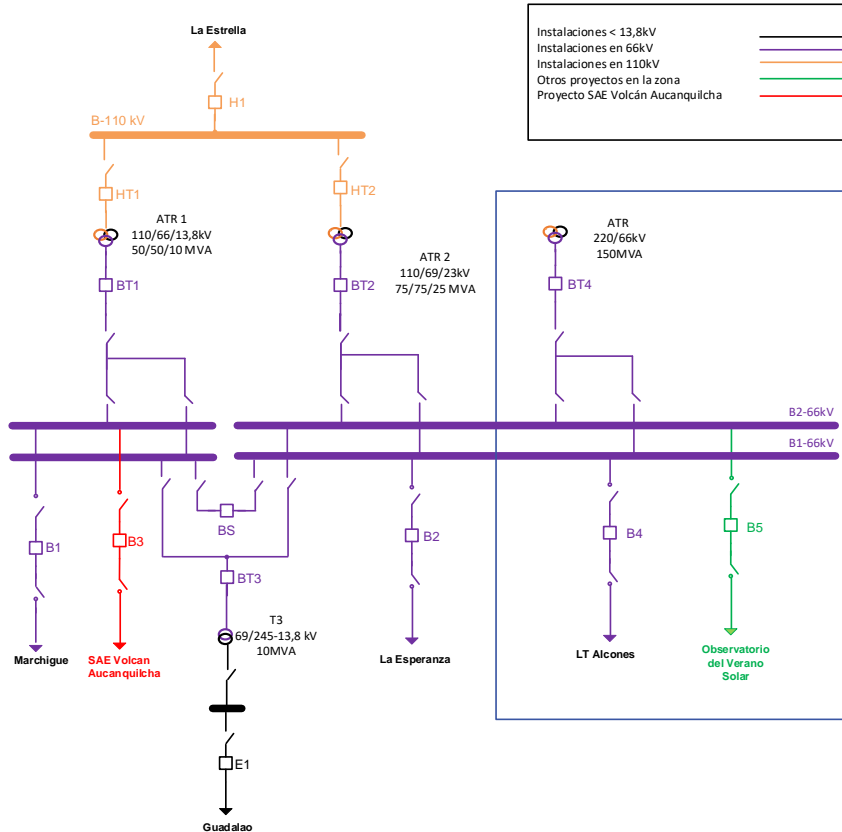 La Estrella
Instalaciones < 13,8kV
Instalaciones en 66kV
Instalaciones en 110kV
Otros proyectos en la zona
Proyecto SAE Volcán Aucanquilcha
H1
B-110 kV
HT1
HT2
ATR 1
110/66/13,8kV
50/50/10 MVA
ATR 2
110/69/23kV
75/75/25 MVA
ATR
220/66kV
150MVA
BT1
BT2
BT4
B2-66kV
B1-66kV
BS
B1
B3
B2
B4
B5
BT3
T3
69/245-13,8 kV
10MVA
Marchigue
SAE Volcan
Aucanquilcha
La Esperanza
LT Alcones
Observatorio
del Verano
Solar
E1
Guadalao